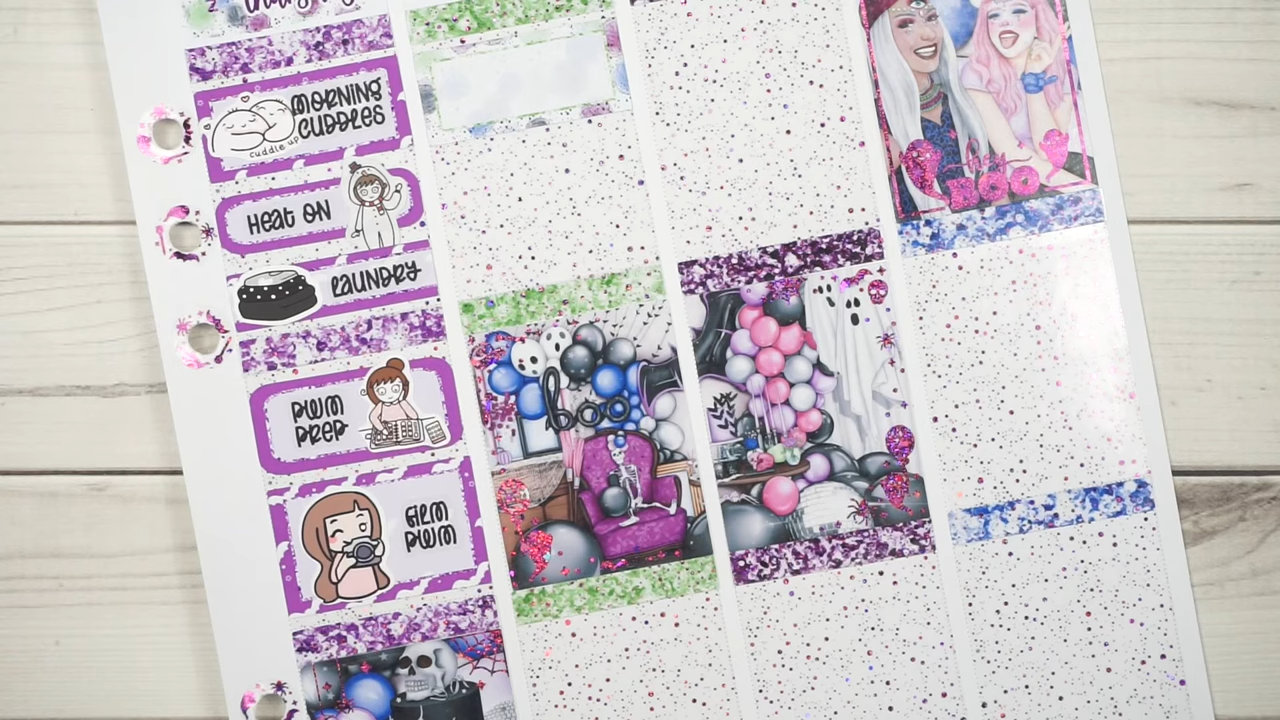 MORNING
CUDDLES
cuddle up
HEAT ON
LAUNDRY
PWM
PREP
FILM
PWM
boo
hey
BOO